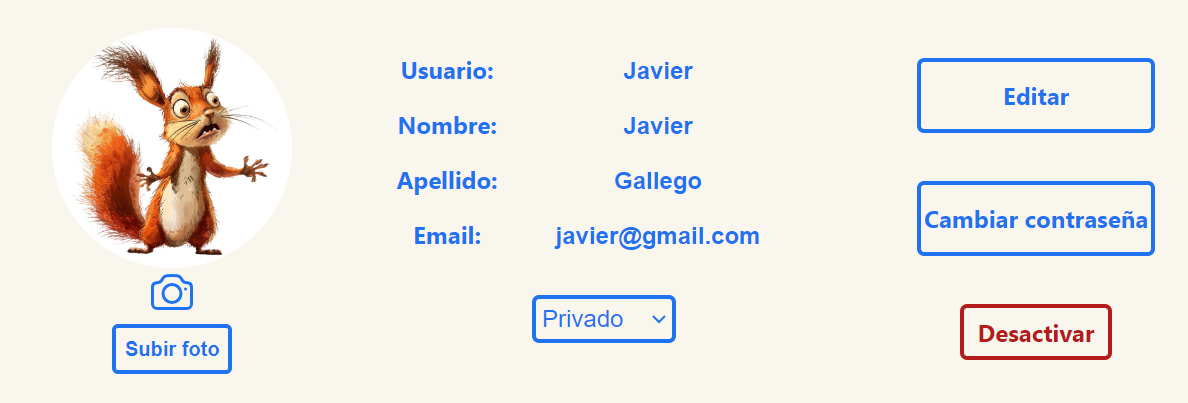 Usuario: Javier
Nombre: Javier
Apellido: Gallego
Email: javier@gmail.com
Privado
Subir foto
Editar
Cambiar contraseña
Desactivar